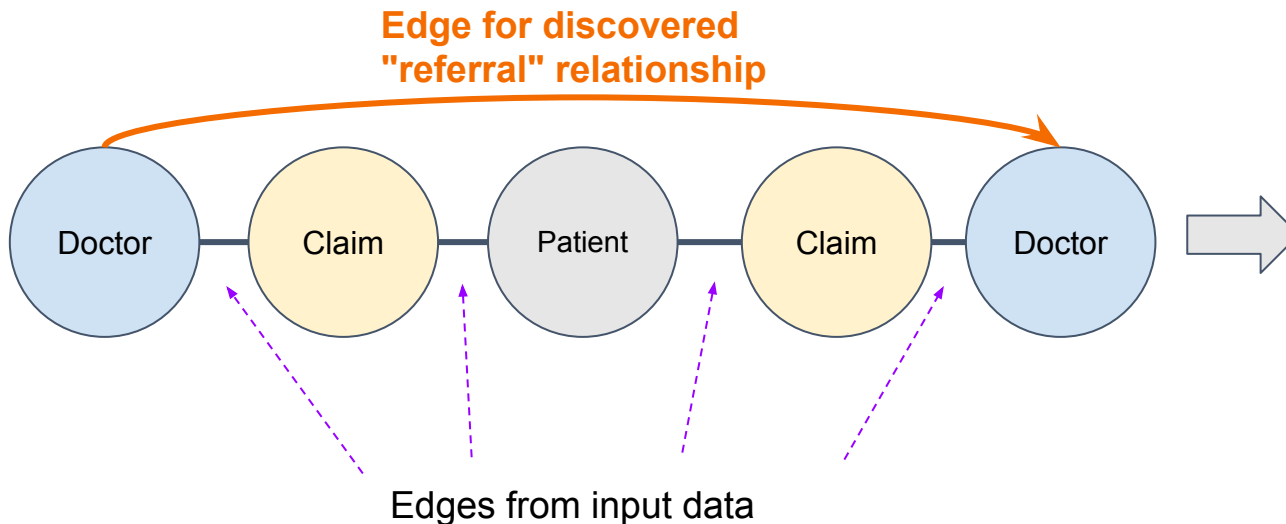 Edge for discovered
"referral" relationship
Doctor
Claim
Patient
Claim
Doctor
Edges from input data